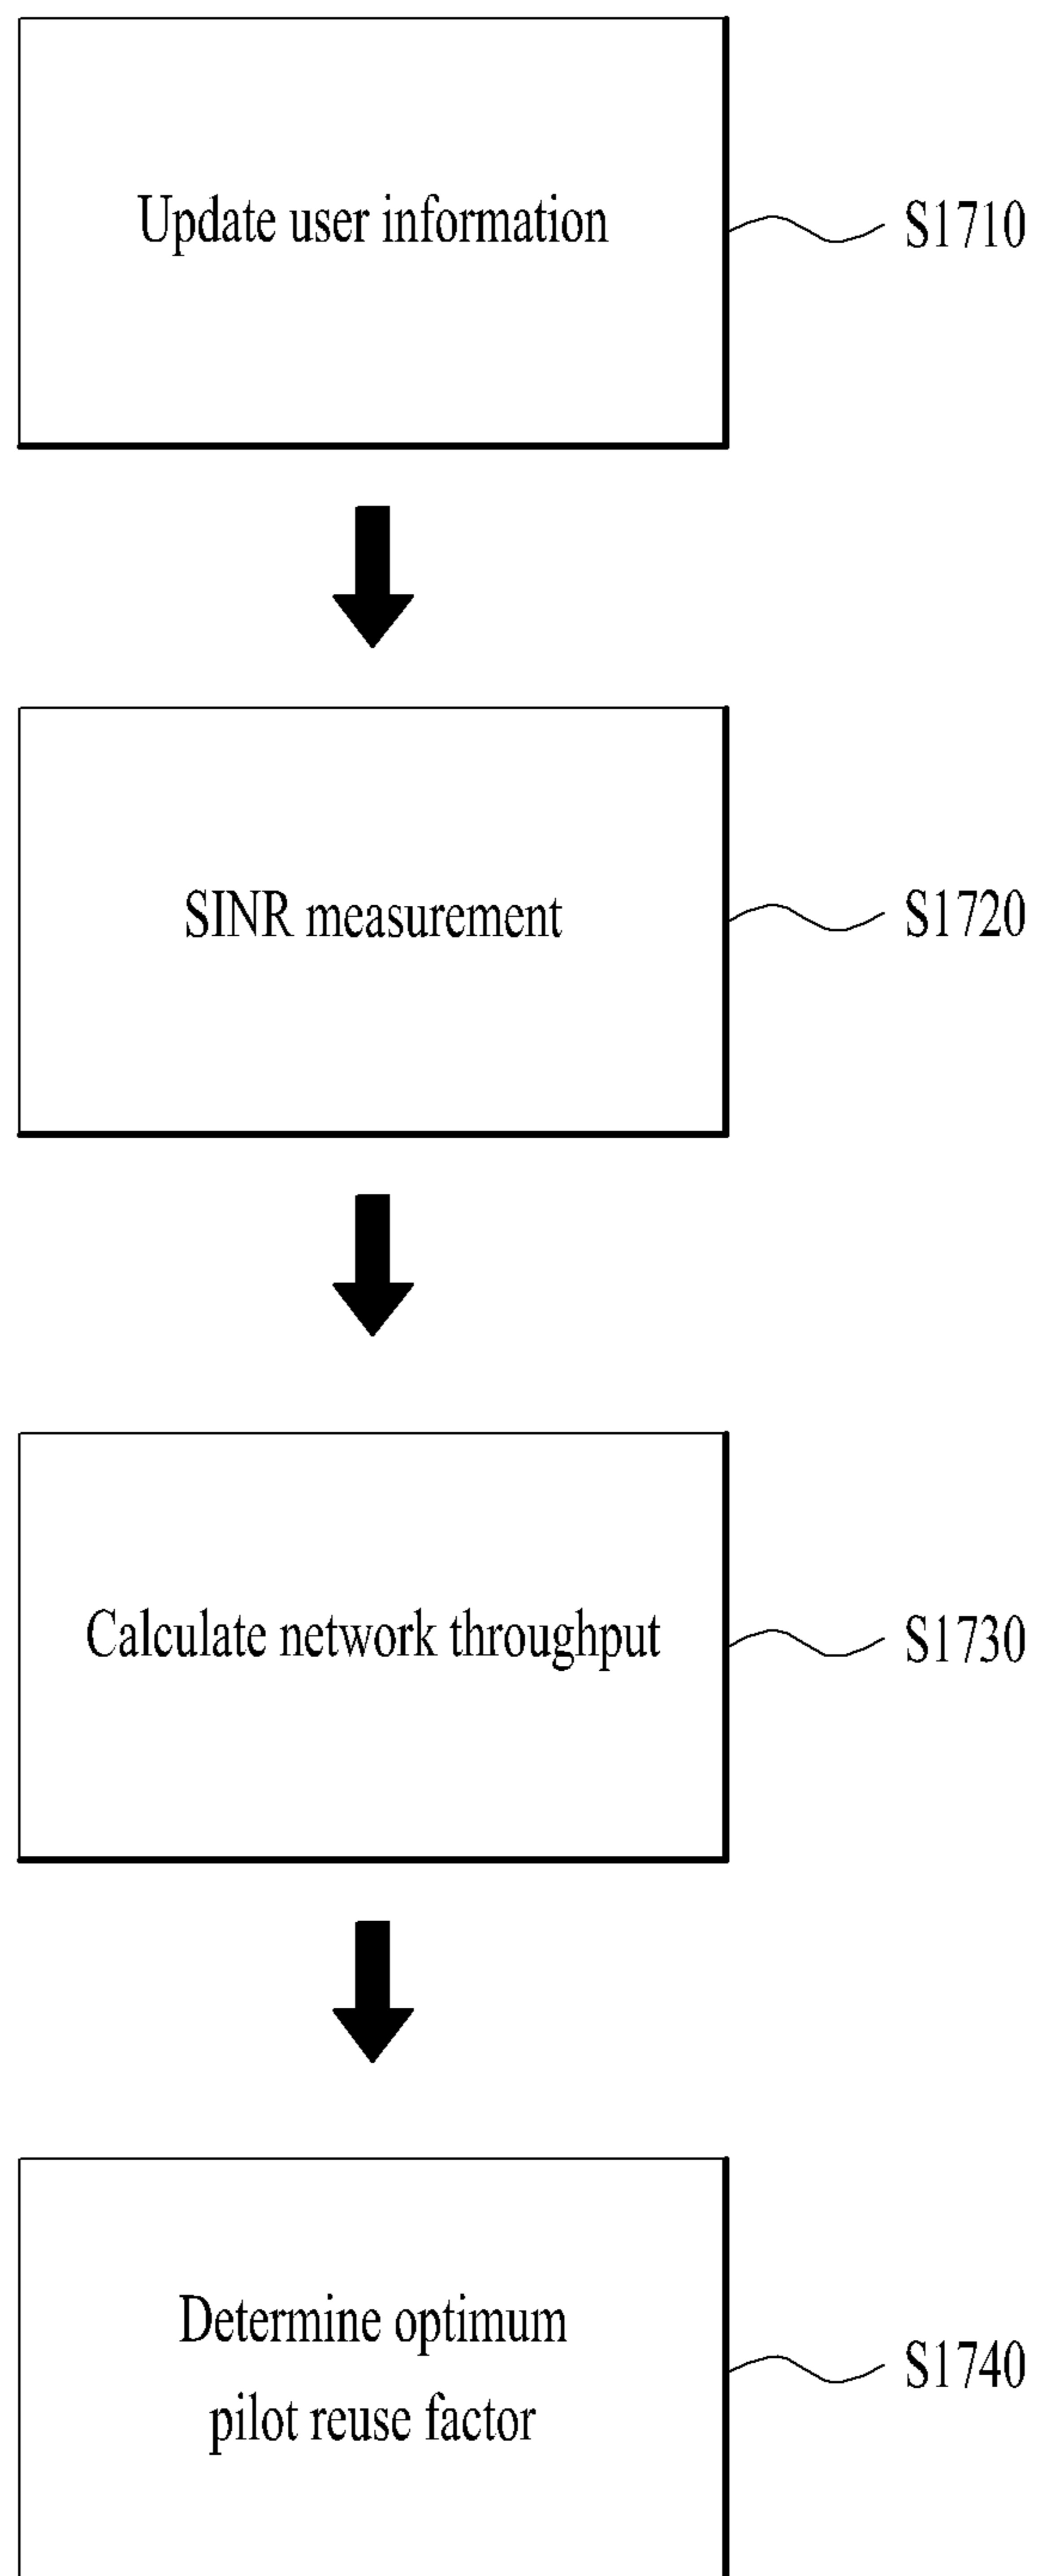 Update user information
S1710
SINR measurement
S1720
Calculate network throughput
S1730
Determine optimum
pilot reuse factor
S1740